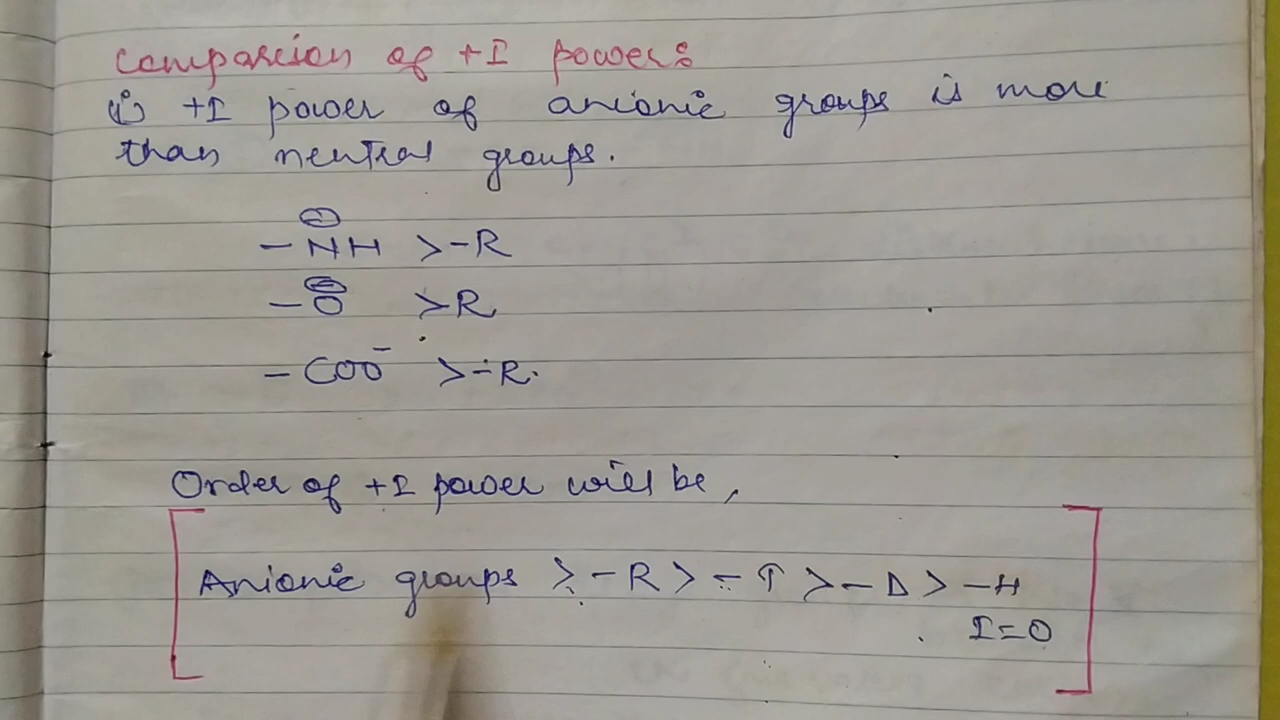 Comparsion of +I power:
(i) +I power of anionic groups is more
than neutral groups.
-N⊖H >-R
-O⊖ >R
-COO⁻ >-R.
Order of +I power will be,
Anionic groups >-R>-T>-D>-H
I=0